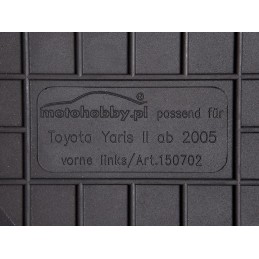 motohobby.pl passend für
Toyota Yaris II ab 2005
vorne links/Art.150702